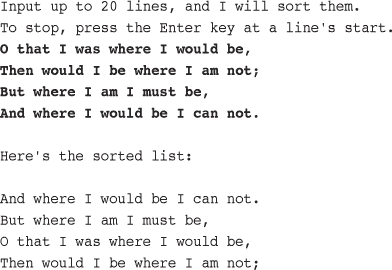 Input up to 20 lines, and I will sort them.
To stop, press the Enter key at a line's start.
O that I was where I would be,
Then would I be where I am not;
But where I am I must be,
And where I would be I can not.
Here's the sorted list:
And where I would be I can not.
But where I am I must be,
O that I was where I would be,
Then would I be where I am not;